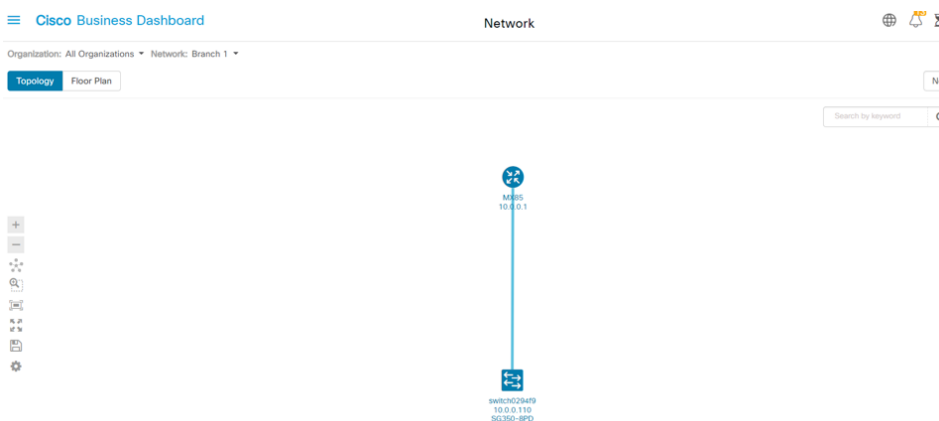 Cisco Business Dashboard
Network
Organization: All Organizations Network: Branch 1
Topology Floor Plan
Search by keyword
MX85
10.0.0.1
switch0294f9
10.0.0.110
SG350-8PD